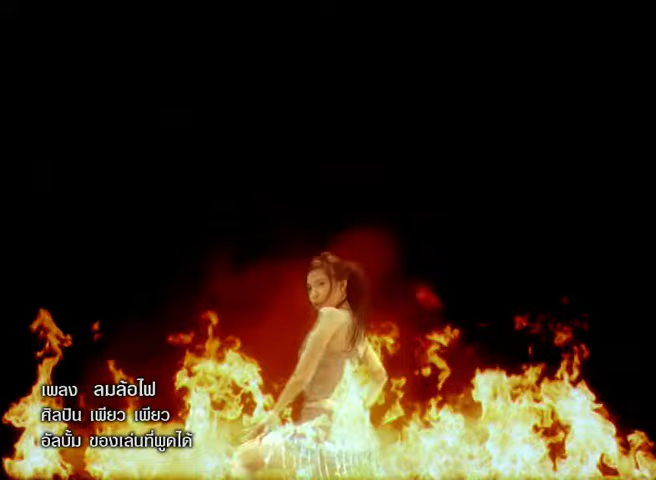 เพลง ลมล้อไฟ
ศิลปิน เพียว เพียว
อัลบั้ม ของเล่นที่พูดได้